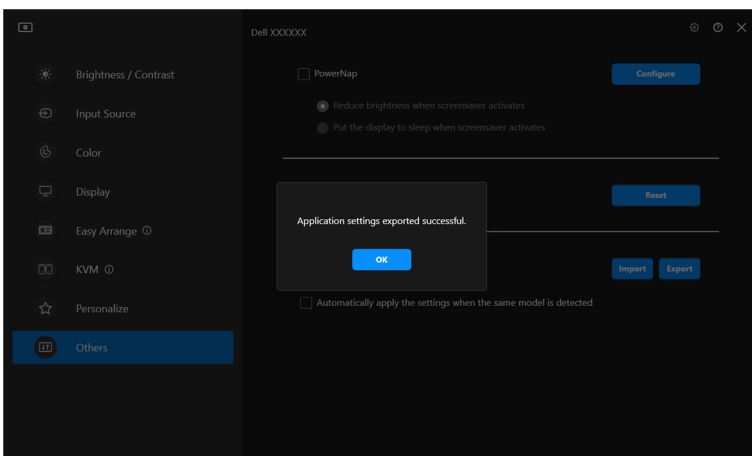 Dell XXXXXX
Brightness / Contrast
Input Source
Color
Display
Easy Arrange
KVM
Personalize
Others
PowerNap
Configure
Reduce brightness when screensaver activates
Put the display to sleep when screensaver activates
Reset
Application settings exported successful.
OK
Import Export
Automatically apply the settings when the same model is detected